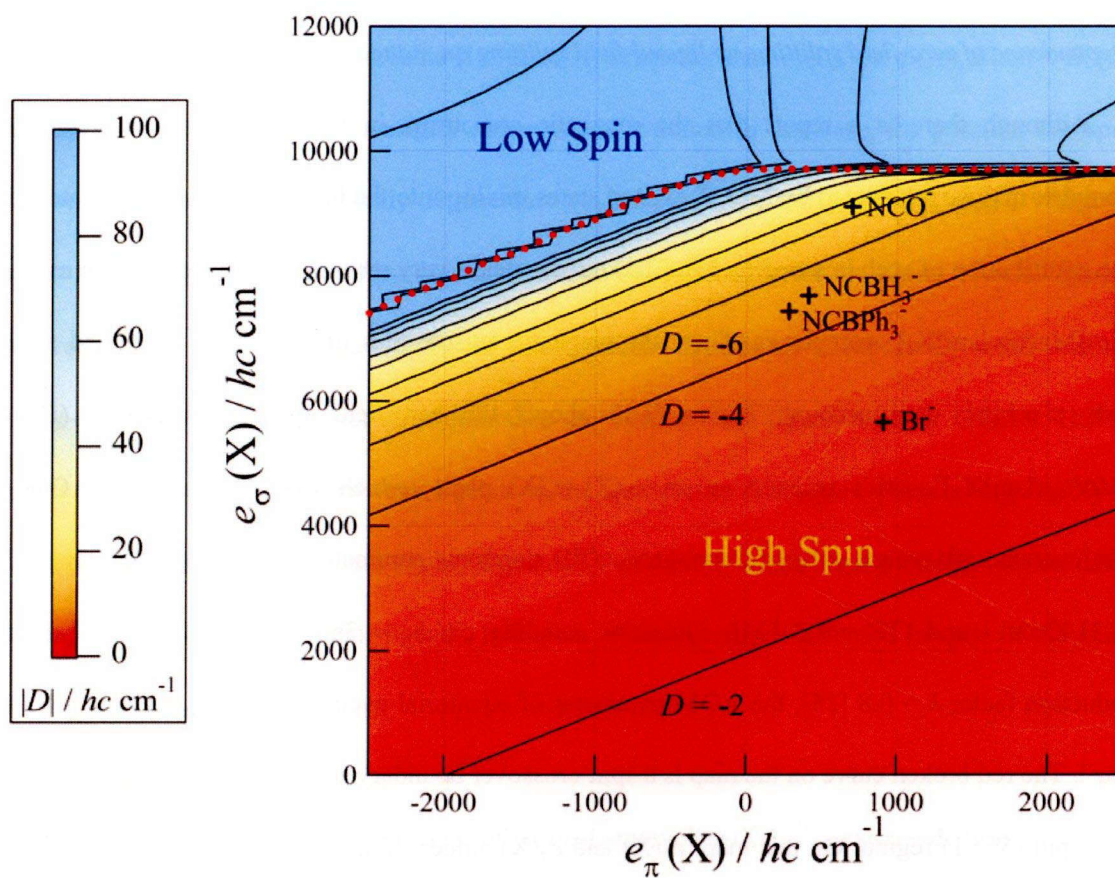 12000
10000
8000
6000
4000
2000
0
e_σ (X) / hc cm⁻¹
-2000
-1000
0
1000
2000
e_π (X) / hc cm⁻¹
Low Spin
High Spin
NCO⁻
NCBH₃⁻
NCBPh₃⁻
Br⁻
D = -6
D = -4
D = -2
100
80
60
40
20
0
|D| / hc cm⁻¹